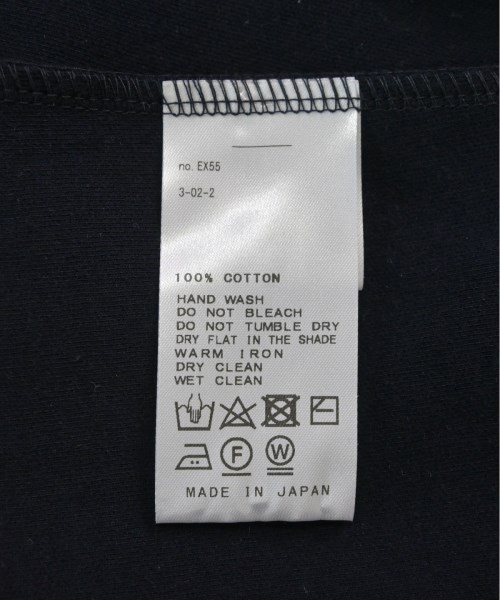 no. EX55
3-02-2
100% COTTON
HAND WASH
DO NOT BLEACH
DO NOT TUMBLE DRY
DRY FLAT IN THE SHADE
WARM IRON
DRY CLEAN
WET CLEAN
F W
MADE IN JAPAN